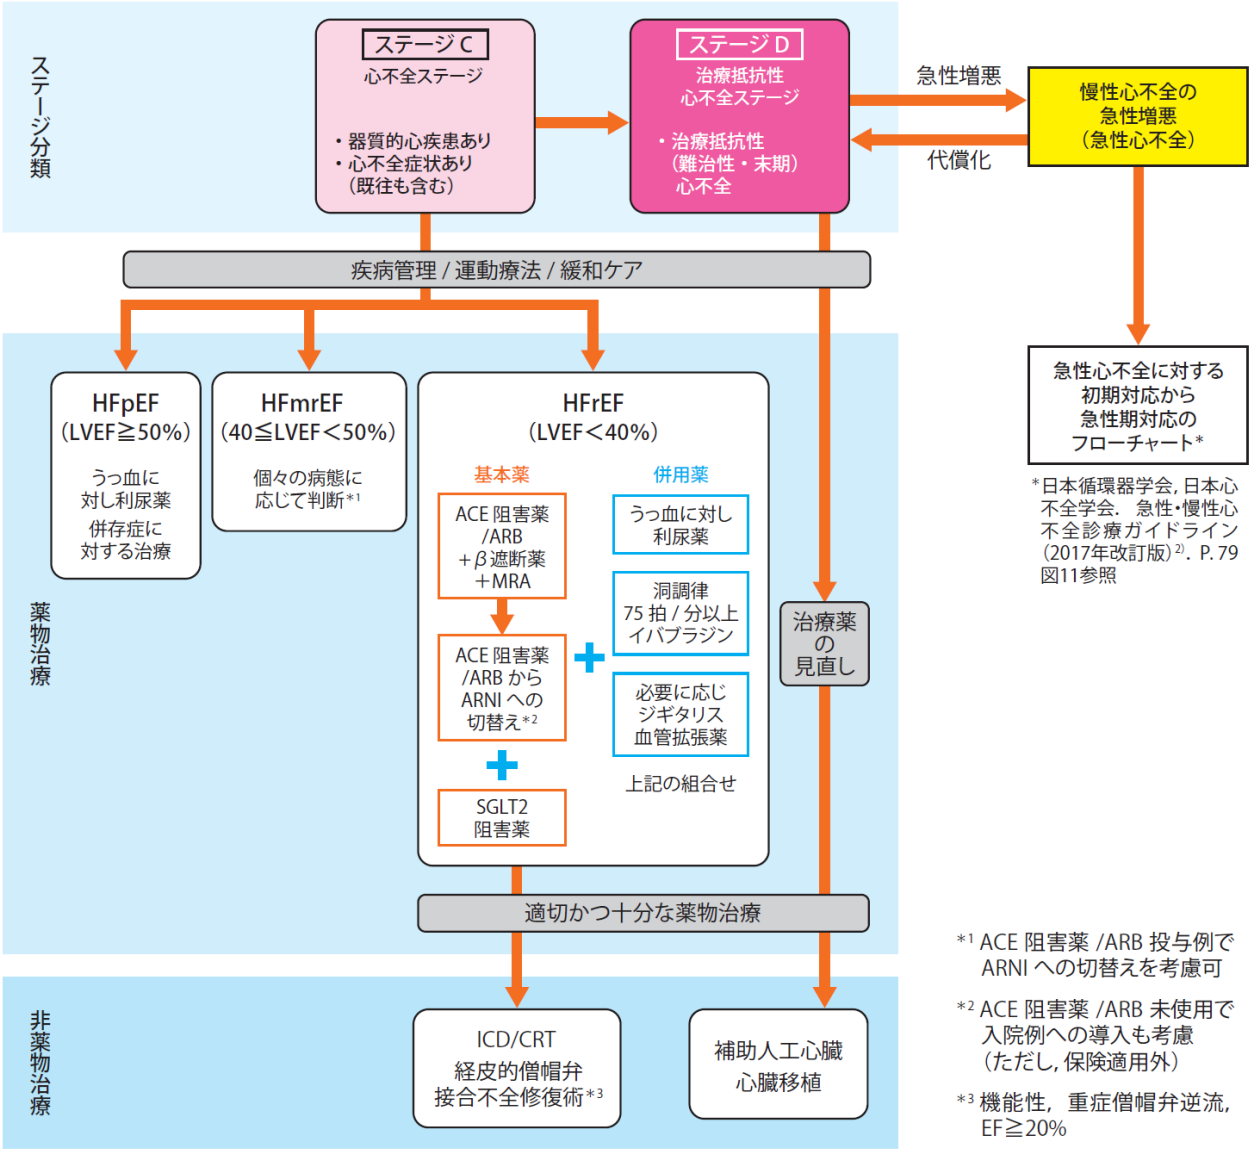 ステージ分類
ステージ C
心不全ステージ
・器質的心疾患あり
・心不全症状あり
（既往も含む）
ステージ D
治療抵抗性
心不全ステージ
・治療抵抗性
（難治性・末期）
心不全
急性増悪
代償化
慢性心不全の
急性増悪
（急性心不全）
疾病管理 / 運動療法 / 緩和ケア
薬物治療
HFpEF
（LVEF≧50%）
うっ血に
対し利尿薬
併存症に
対する治療
HFmrEF
（40≦LVEF＜50%）
個々の病態に
応じて判断*1
HFrEF
（LVEF＜40%）
基本薬
ACE 阻害薬
/ARB
＋β遮断薬
＋MRA
ACE 阻害薬
/ARB から
ARNI への
切替え*2
SGLT2
阻害薬
併用薬
うっ血に対し
利尿薬
洞調律
75 拍 / 分以上
イバブラジン
必要に応じ
ジギタリス
血管拡張薬
上記の組合せ
治療薬
の
見直し
急性心不全に対する
初期対応から
急性期対応の
フローチャート*
*日本循環器学会, 日本心
不全学会．急性・慢性心
不全診療ガイドライン
（2017年改訂版）2)．P. 79
図11参照
適切かつ十分な薬物治療
非薬物治療
ICD/CRT
経皮的僧帽弁
接合不全修復術*3
補助人工心臓
心臓移植
*1 ACE 阻害薬 /ARB 投与例で
ARNI への切替えを考慮可
*2 ACE 阻害薬 /ARB 未使用で
入院例への導入も考慮
（ただし, 保険適用外）
*3 機能性，重症僧帽弁逆流,
EF≧20%